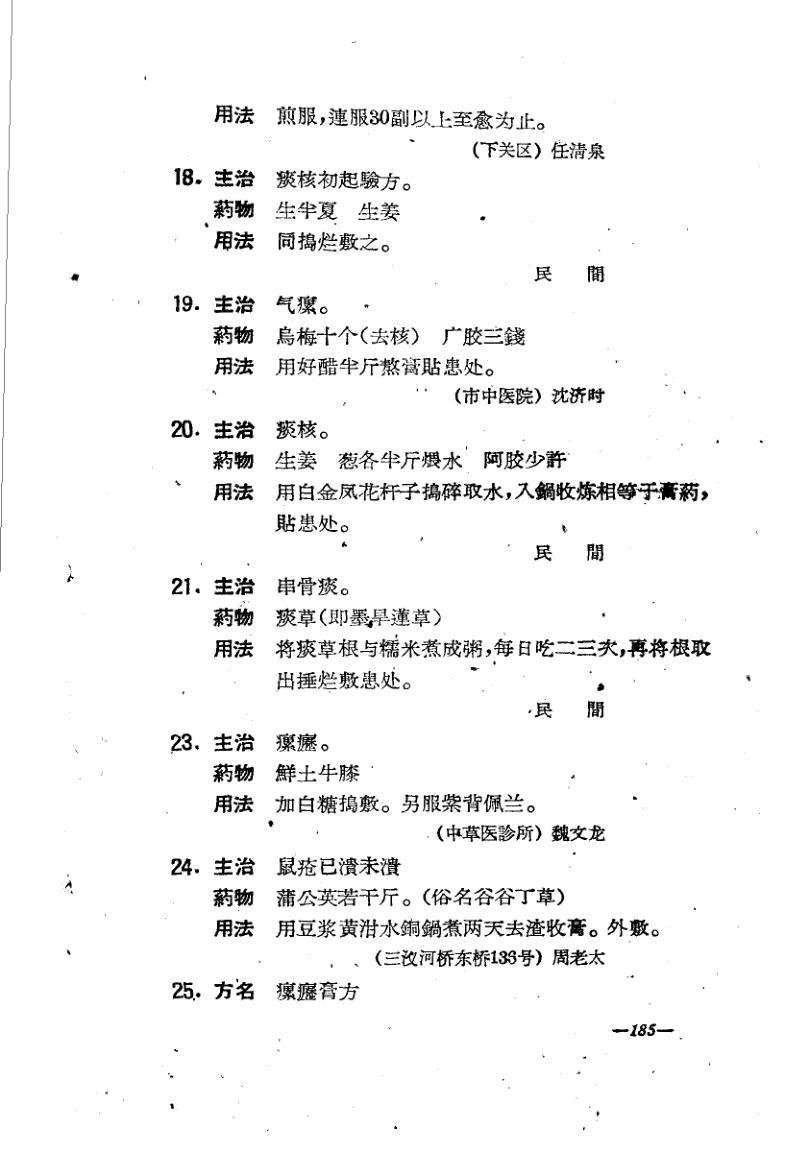 用法 煎服，連服30副以上至愈为止。
(下关区) 任清泉
18. 主治 痰核初起驗方。
葯物 生半夏 生姜
用法 同搗烂敷之。
民 間
19. 主治 气瘰。
葯物 烏梅十个(去核) 广胶三錢
用法 用好醋半斤熬膏貼患处。
(市中医院) 沈济时
20. 主治 痰核。
葯物 生姜 葱各半斤煨水 阿胶少許
用法 用白金凤花杆子搗碎取水，入鍋收炼相等于膏葯，
貼患处。
民 間
21. 主治 串骨痰。
葯物 痰草(即墨旱蓮草)
用法 将痰草根与糯米煮成粥，每日吃二三次，再将根取
出捶烂敷患处。
民 間
23. 主治 瘰癧。
葯物 鮮土牛膝
用法 加白糖搗敷。另服紫背佩兰。
(中草医診所) 魏文龙
24. 主治 鼠疮已潰未潰
葯物 蒲公英若干斤。(俗名谷谷丁草)
用法 用豆浆黃泔水銅鍋煮两天去渣收膏。外敷。
(三汊河桥东桥136号) 周老太
25. 方名 瘰癧膏方
—185—